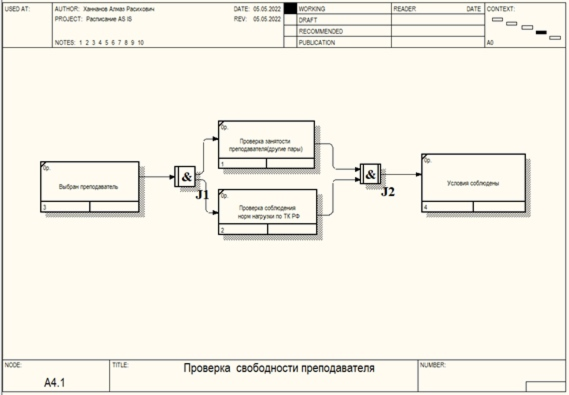 USED AT:
AUTHOR: Ханнанов Алмаз Расихович
DATE: 05.05.2022
PROJECT: Расписание AS IS
REV: 05.05.2022
NOTES: 1 2 3 4 5 6 7 8 9 10
WORKING
DRAFT
RECOMMENDED
PUBLICATION
READER
DATE
CONTEXT:
A0
0р.
Выбран преподаватель
3
&
J1
0р.
Проверка занятости
преподавателя(другие пары)
1
0р.
Проверка соблюдения
норм нагрузки по ТК РФ
2
&
J2
0р.
Условия соблюдены
4
NODE:
A4.1
TITLE:
Проверка свободности преподавателя
NUMBER: